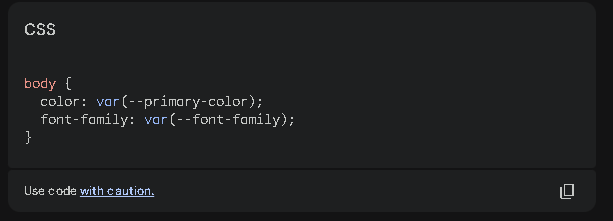 CSS
body {
  color: var(--primary-color);
  font-family: var(--font-family);
}
Use code with caution.